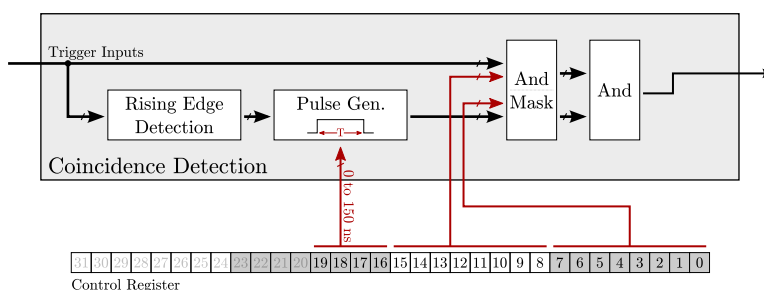 Trigger Inputs
Rising Edge
Detection
Pulse Gen.
T
And
Mask
And
Coincidence Detection
0 to 150 ns
31 30 29 28 27 26 25 24 23 22 21 20 19 18 17 16 15 14 13 12 11 10 9 8 7 6 5 4 3 2 1 0
Control Register